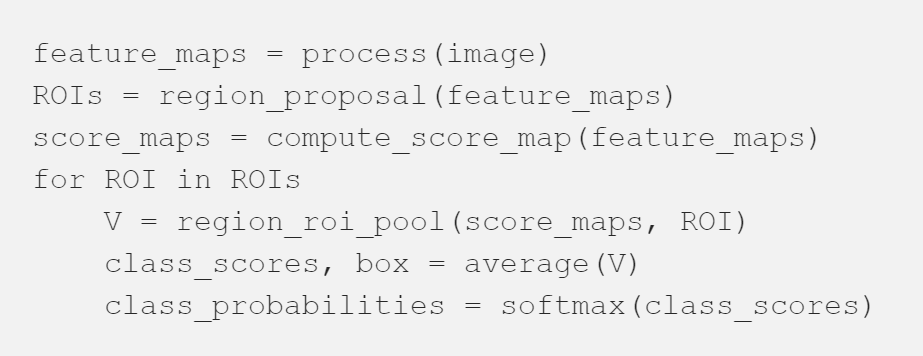 feature_maps = process(image)
ROIs = region_proposal(feature_maps)
score_maps = compute_score_map(feature_maps)
for ROI in ROIs
    V = region_roi_pool(score_maps, ROI)
    class_scores, box = average(V)
    class_probabilities = softmax(class_scores)